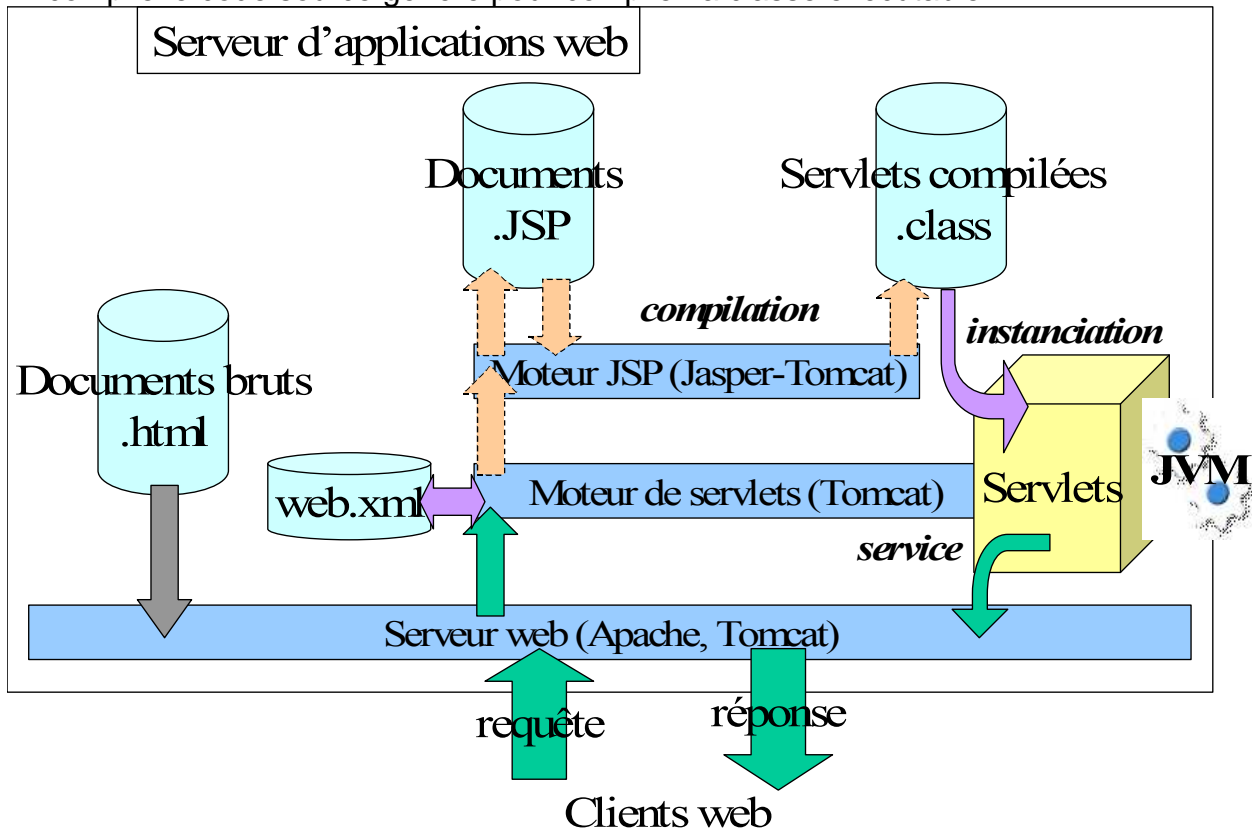 Serveur d’applications web
Documents
.JSP
Servlets compilées
.class
compilation
instanciation
Documents bruts
.html
Moteur JSP (Jasper-Tomcat)
web.xml
Moteur de servlets (Tomcat)
Servlets
JVM
service
Serveur web (Apache, Tomcat)
requête
réponse
Clients web